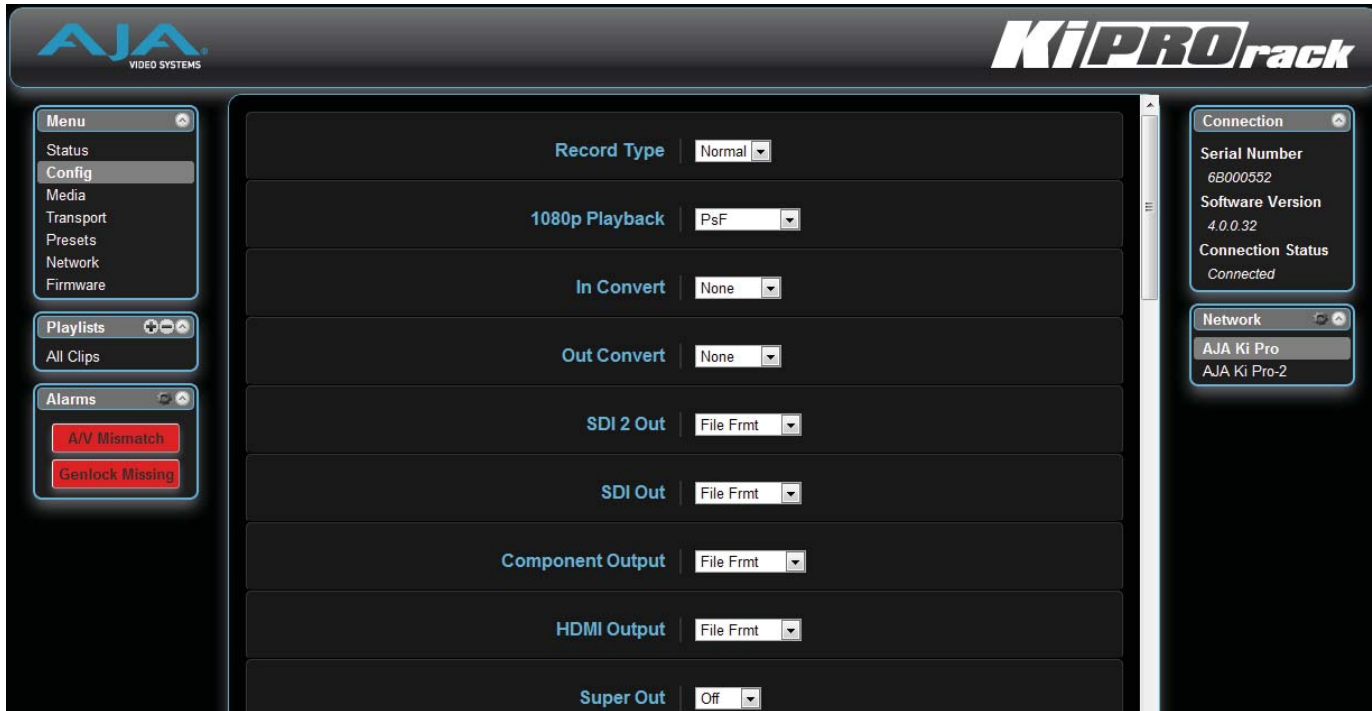 AJA
VIDEO SYSTEMS
KiPROrack
Menu
Status
Config
Media
Transport
Presets
Network
Firmware
Playlists
All Clips
Alarms
A/V Mismatch
Genlock Missing
Record Type Normal
1080p Playback PsF
In Convert None
Out Convert None
SDI 2 Out File Frmt
SDI Out File Frmt
Component Output File Frmt
HDMI Output File Frmt
Super Out Off
Connection
Serial Number
6B000552
Software Version
4.0.0.32
Connection Status
Connected
Network
AJA Ki Pro
AJA Ki Pro-2